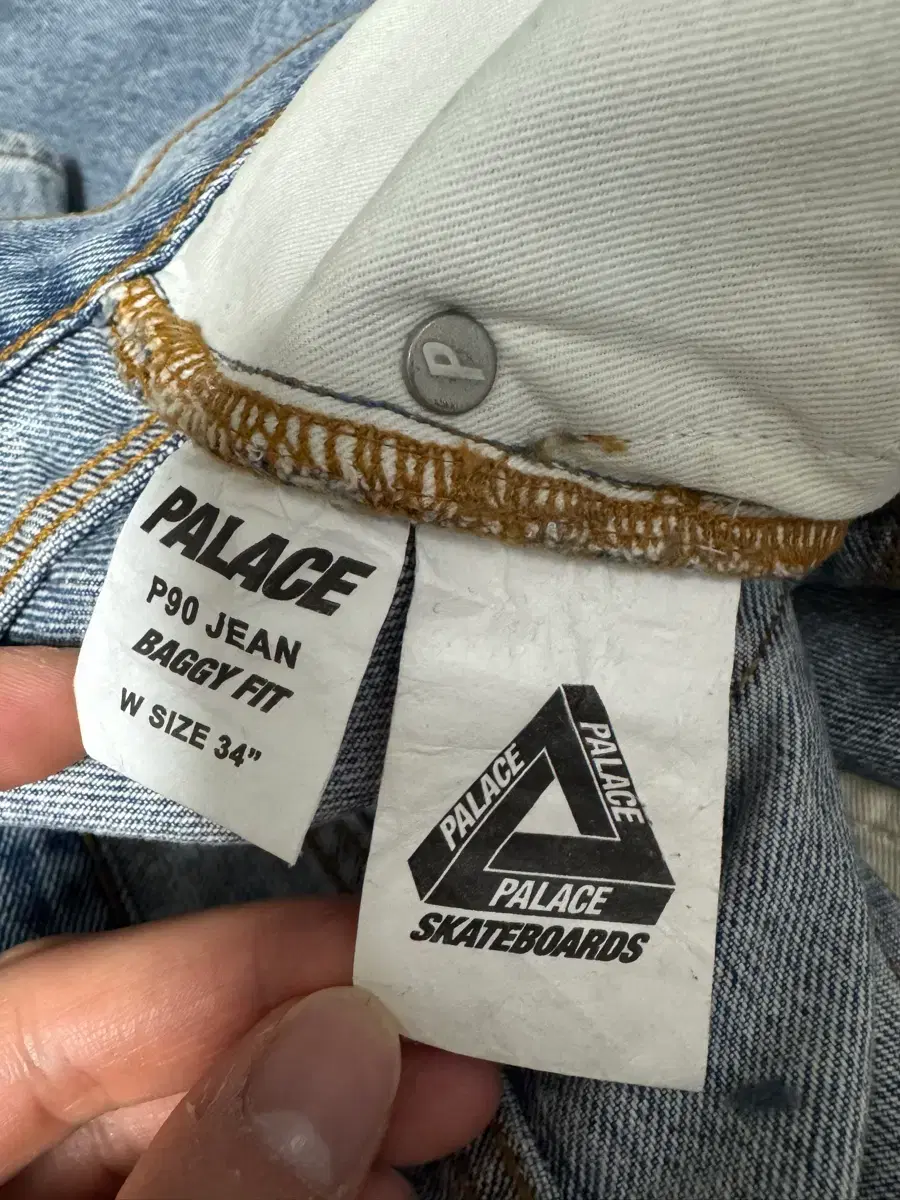 P
PALACE
P90 JEAN
BAGGY FIT
W SIZE 34"
PALACE
PALACE
PALACE
SKATEBOARDS